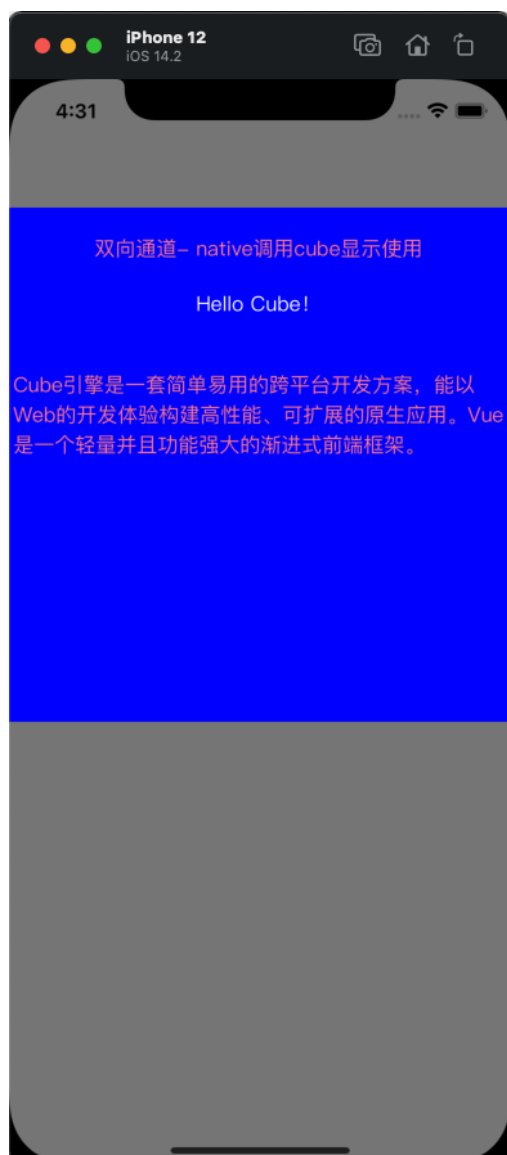 iPhone 12
iOS 14.2
4:31
双向通道– native调用cube显示使用
Hello Cube!
Cube引擎是一套简单易用的跨平台开发方案，能以
Web的开发体验构建高性能、可扩展的原生应用。Vue
是一个轻量并且功能强大的渐进式前端框架。